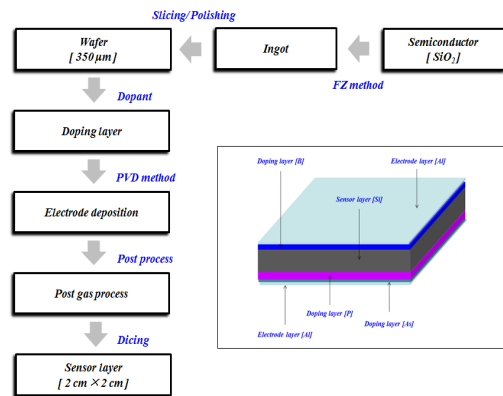 Slicing/Polishing
Wafer
[ 350 µm]
Ingot
Semiconductor
[ SiO2]
FZ method
Dopant
Doping layer
PVD method
Electrode deposition
Post process
Post gas process
Dicing
Sensor layer
[ 2 cm × 2 cm]
Doping layer [B]
Electrode layer [Al]
Sensor layer [Si]
Doping layer [P]
Doping layer [As]
Electrode layer [Al]